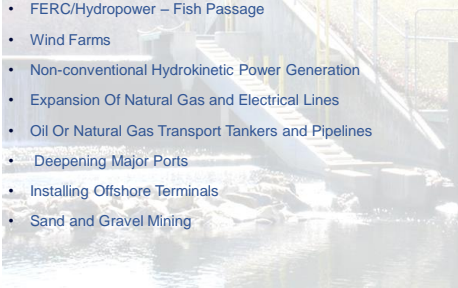 • FERC/Hydropower – Fish Passage
• Wind Farms
• Non-conventional Hydrokinetic Power Generation
• Expansion Of Natural Gas and Electrical Lines
• Oil Or Natural Gas Transport Tankers and Pipelines
• Deepening Major Ports
• Installing Offshore Terminals
• Sand and Gravel Mining